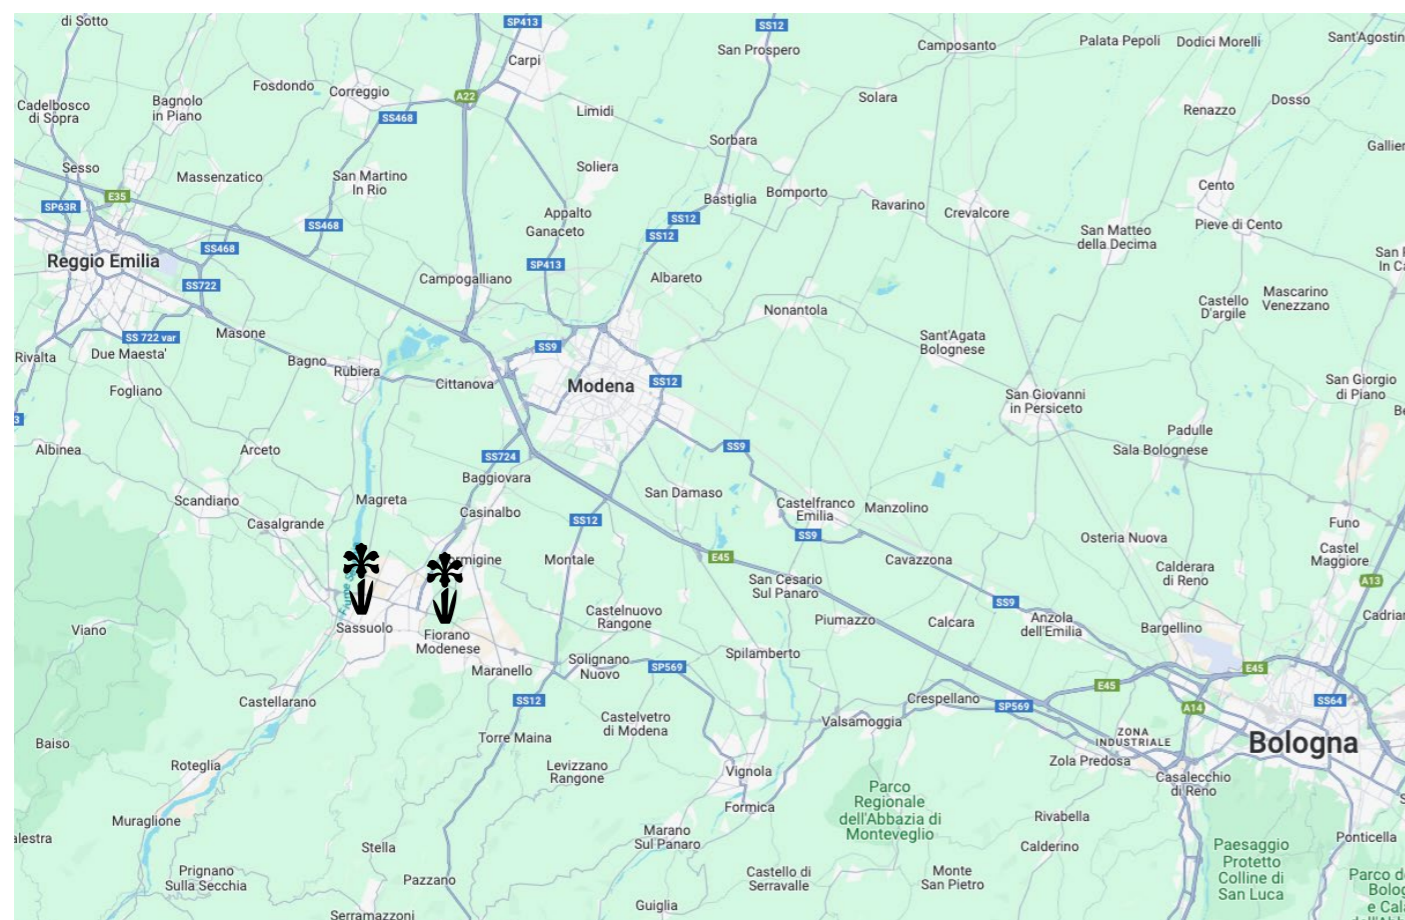 di Sotto
SP413
SS12
Carpi
San Prospero
Camposanto
Palata Pepoli
Dodici Morelli
Sant'Agostin
Cadelbosco
di Sopra
Bagnolo
in Piano
Fosdondo
Correggio
A22
SS468
Limidi
Solara
Renazzo
Dosso
Sorbara
Gallier
Sesso
Massenzatico
San Martino
In Rio
Soliera
E35
SP63R
Bastiglia
Bomporto
Ravarino
Crevalcore
Cento
Pieve di Cento
SS468
SS468
Appalto
Ganaceto
SS12
SS12
San Matteo
della Decima
Reggio Emilia
SS722
SP413
Campogalliano
Albareto
Nonantola
San
In Ca
Castello
D'argile
Mascarino
Venezzano
SS 722 var
Masone
Rivalta
Due Maesta'
Bagno
Rubiera
SS9
Cittanova
Modena
SS12
Sant'Agata
Bolognese
San Giovanni
in Persiceto
San Giorgio
di Piano
Fogliano
3
Albinea
Arceto
SS724
Baggiovara
SS9
Padulle
Sala Bolognese
Be
Scandiano
Casalgrande
Magreta
Casinalbo
San Damaso
SS12
Castelfranco
Emilia
Manzolino
SS9
Osteria Nuova
Funo
Castel
Maggiore
rmigine
Montale
E45
Cavazzona
San Cesario
Sul Panaro
Calderara
di Reno
A13
Fiume S
Castelnuovo
Rangone
SS9
Piumazzo
Calcara
Anzola
dell'Emilia
Bargellino
Cadriar
Viano
Sassuolo
Fiorano
Modenese
Maranello
Solignano
Nuovo
SP569
Spilamberto
E45
E45
Castellarano
SS12
Castelvetro
di Modena
Valsamoggia
Crespellano
SP569
A14
SS64
Baiso
Roteglia
Torre Maina
Levizzano
Rangone
Vignola
ZONA
INDUSTRIALE
Zola Predosa
Bologna
Casalecchio
di Reno
Muraglione
Formica
Parco
Regionale
dell'Abbazia di
Monteveglio
Rivabella
Calderino
Ponticella
alestra
Stella
Marano
Sul Panaro
Paesaggio
Protetto
Colline di
San Luca
Prignano
Sulla Secchia
Pazzano
Castello di
Serravalle
Monte
San Pietro
Parco de
Bolog
e Cala
Serramazzoni
Guiglia